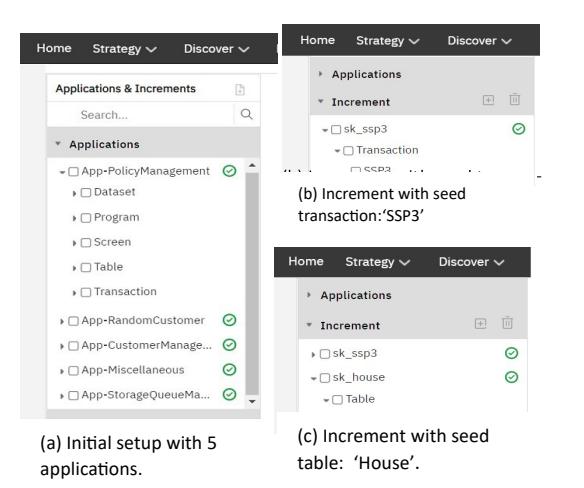 Home Strategy Discover
Applications & Increments
Search...
Applications
App-PolicyManagement
Dataset
Program
Screen
Table
Transaction
App-RandomCustomer
App-CustomerManage...
App-Miscellaneous
App-StorageQueueMa...
(a) Initial setup with 5
applications.
Home Strategy Discover
Applications
Increment
sk_ssp3
Transaction
SSP3
(b) Increment with seed
transaction:‘SSP3’
Home Strategy Discover
Applications
Increment
sk_ssp3
sk_house
Table
(c) Increment with seed
table: ‘House’.